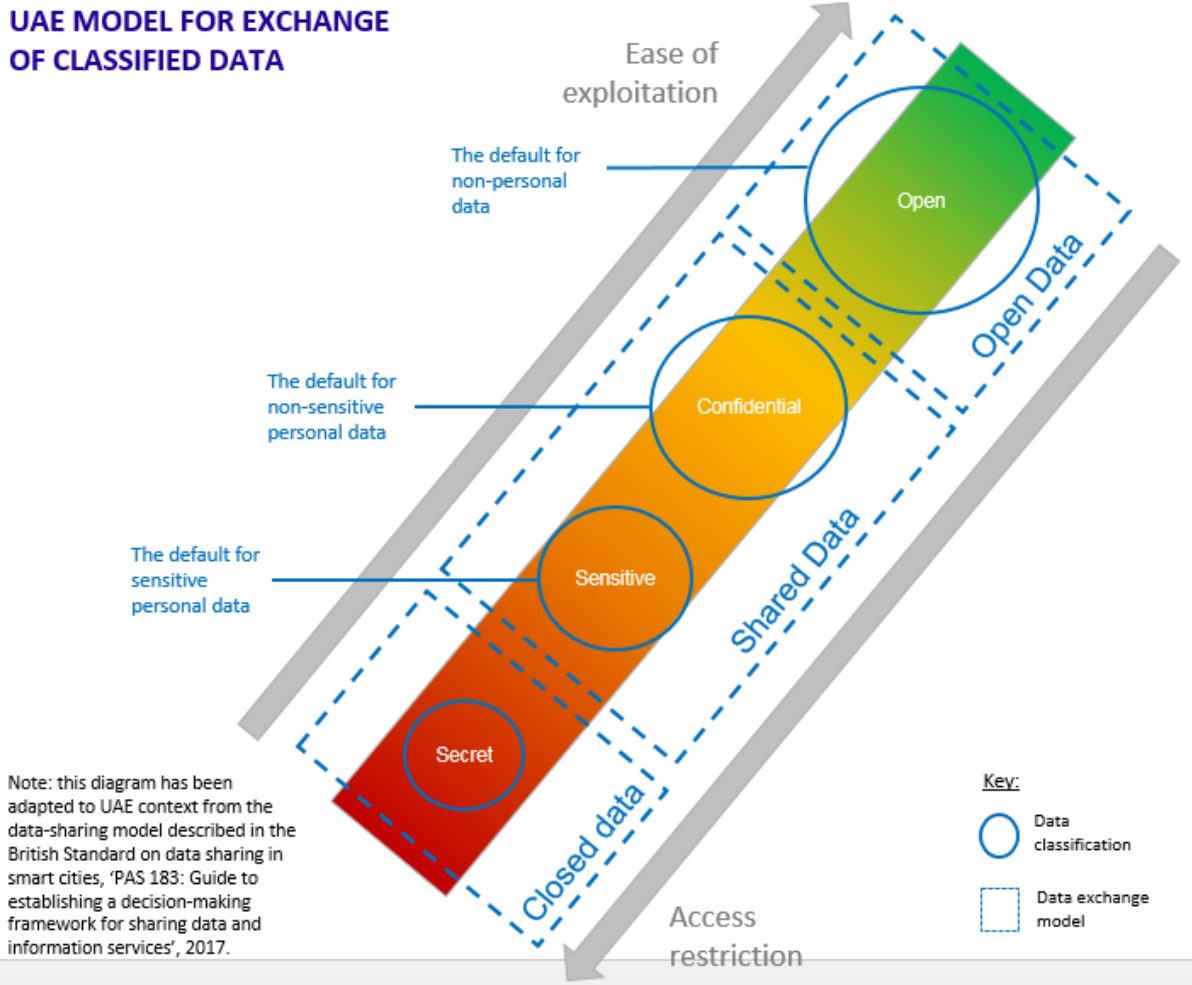 UAE MODEL FOR EXCHANGE
OF CLASSIFIED DATA
Ease of
exploitation
The default for
non-personal
data
Open
Open Data
The default for
non-sensitive
personal data
Confidential
Shared Data
The default for
sensitive
personal data
Sensitive
Secret
Closed data
Note: this diagram has been
adapted to UAE context from the
data-sharing model described in the
British Standard on data sharing in
smart cities, ‘PAS 183: Guide to
establishing a decision-making
framework for sharing data and
information services’, 2017.
Access
restriction
Key:
Data
classification
Data exchange
model